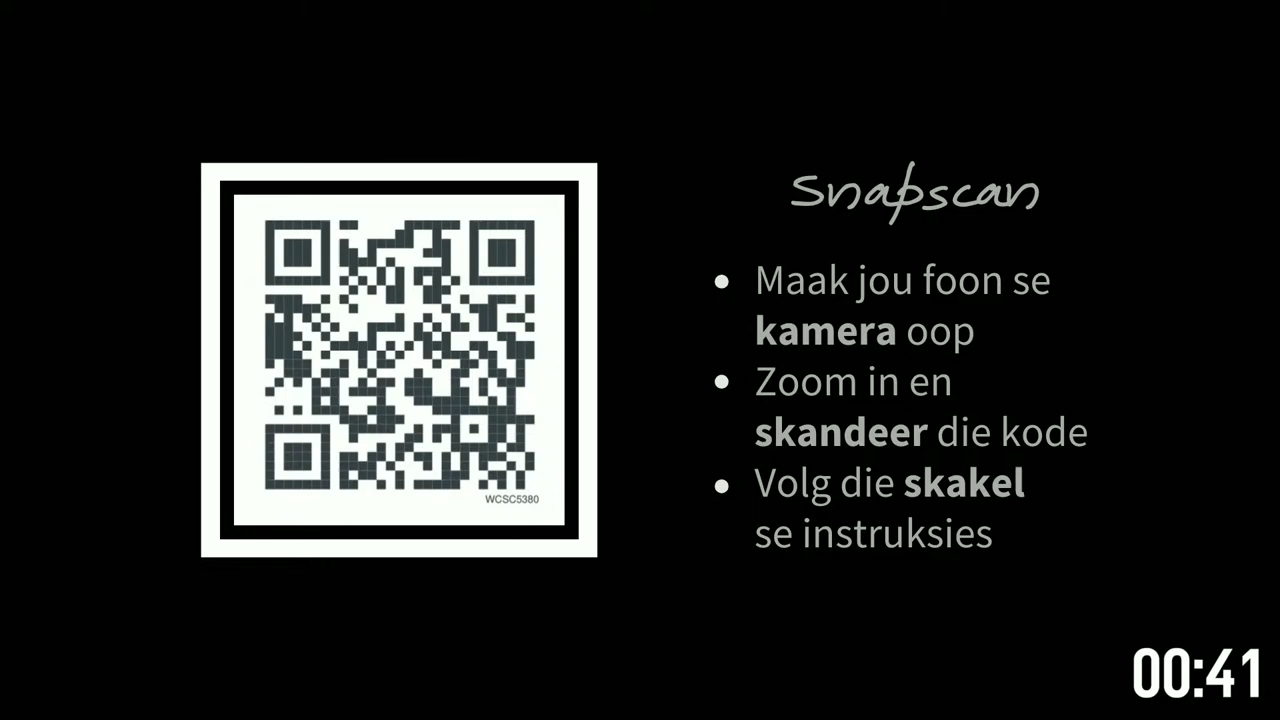 WCSC5380
Snapscan
• Maak jou foon se
kamera oop
• Zoom in en
skandeer die kode
• Volg die skakel
se instruksies
00:41